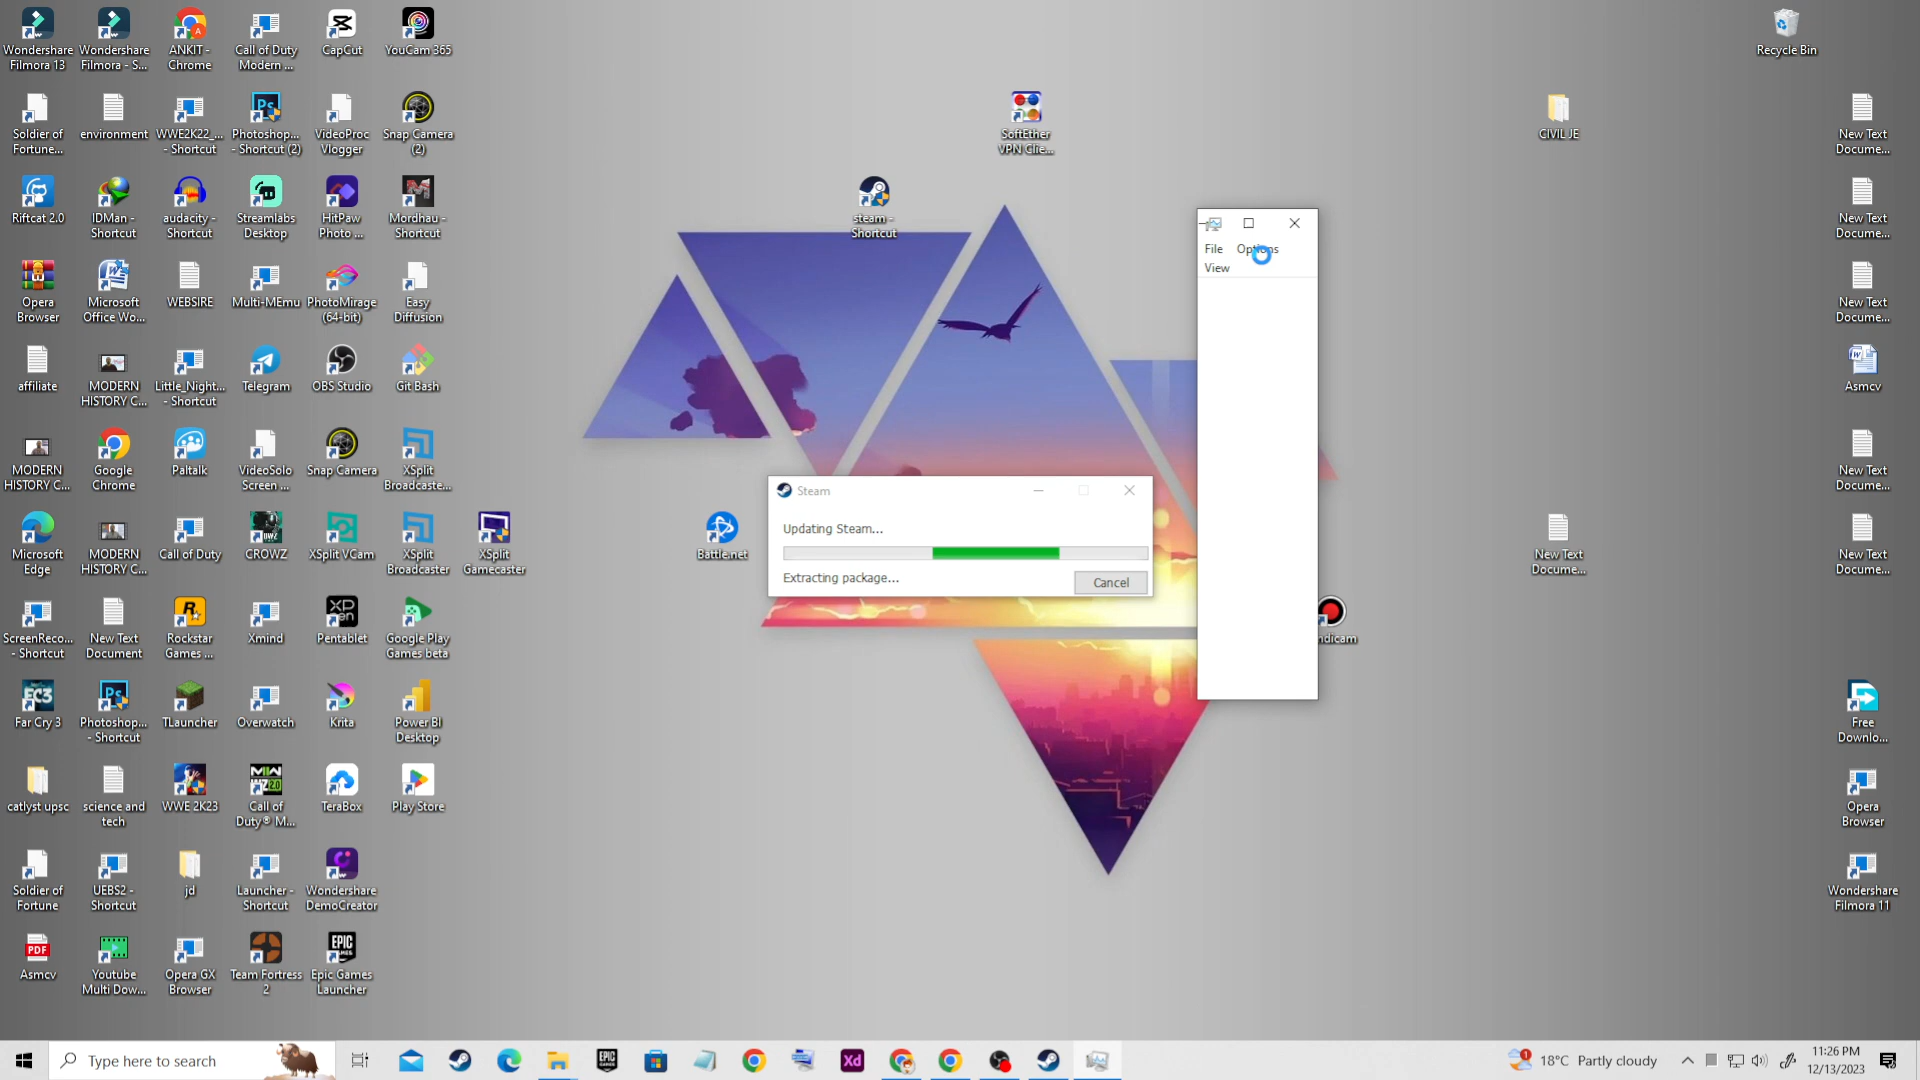 Wondershare
Filmora 13
Wondershare
Filmora - S...
ANKIT -
Chrome
Call of Duty
Modern ...
CapCut
YouCam 365
Recycle Bin
Soldier of
Fortune...
environment
WWE2K22_...
- Shortcut
Photoshop...
- Shortcut (2)
VideoProc
Vlogger
Snap Camera
(2)
SoftEther
VPN Clie...
CIVIL JE
New Text
Docume...
Riftcat 2.0
IDMan -
Shortcut
audacity -
Shortcut
Streamlabs
Desktop
HitPaw
Photo ...
Mordhau -
Shortcut
steam -
Shortcut
New Text
Docume...
File Options
View
Opera
Browser
Microsoft
Office Wo...
WEBSIRE
Multi-MEmu
PhotoMirage
(64-bit)
Easy
Diffusion
New Text
Docume...
affiliate
MODERN
HISTORY C...
Little_Night...
- Shortcut
Telegram
OBS Studio
Git Bash
Asmcv
MODERN
HISTORY C...
Google
Chrome
Paltalk
VideoSolo
Screen ...
Snap Camera
XSplit
Broadcaste...
New Text
Docume...
Microsoft
Edge
MODERN
HISTORY C...
Call of Duty
CROWZ
XSplit VCam
XSplit
Broadcaster
XSplit
Gamecaster
Battle.net
Steam
Updating Steam...
Extracting package...
Cancel
New Text
Docume...
New Text
Docume...
ScreenReco...
- Shortcut
New Text
Document
Rockstar
Games ...
Xmind
Pentablet
Google Play
Games beta
ndicam
Far Cry 3
Photoshop...
- Shortcut
TLauncher
Overwatch
Krita
Power BI
Desktop
Free
Downlo...
catlyst upsc
science and
tech
WWE 2K23
Call of
Duty® M...
TeraBox
Play Store
Opera
Browser
Soldier of
Fortune
UEBS2 -
Shortcut
jd
Launcher -
Shortcut
Wondershare
DemoCreator
Wondershare
Filmora 11
PDF
Asmcv
Youtube
Multi Dow...
Opera GX
Browser
Team Fortress
2
EPIC
GAMES
Epic Games
Launcher
Type here to search
EPIC
GAMES
Xd
18°C Partly cloudy
11:26 PM
12/13/2023